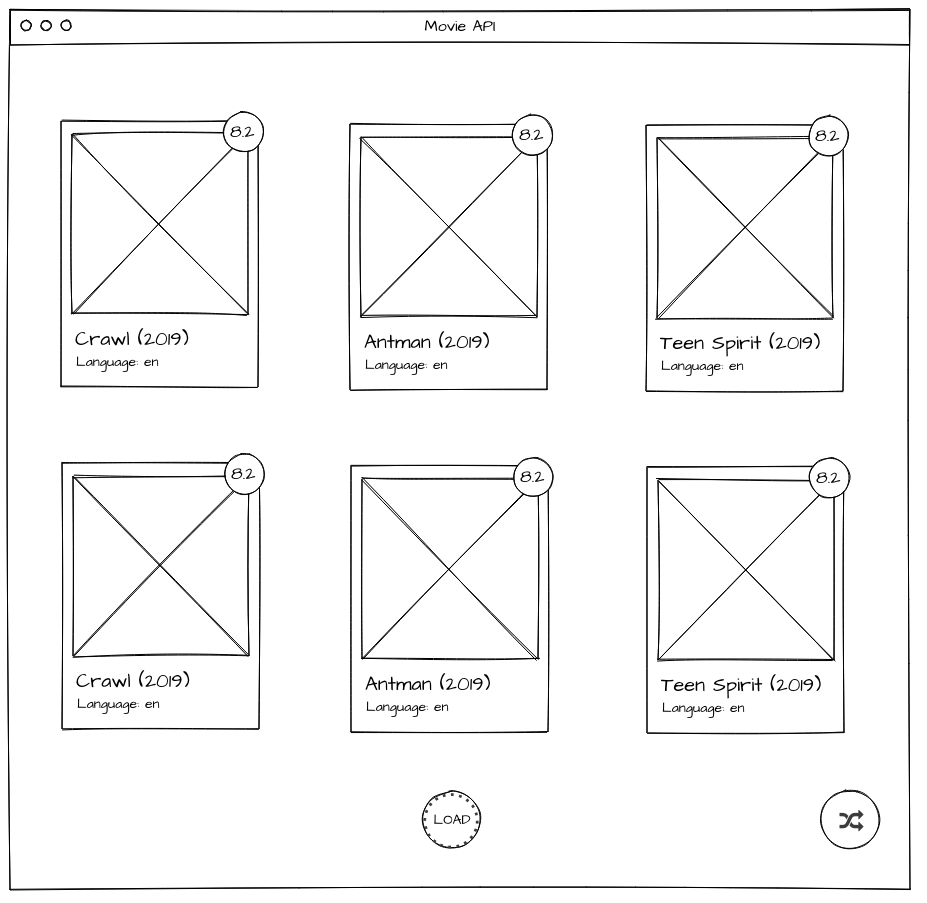 Movie API
8.2
8.2
8.2
Crawl (2019)
Language: en
Antman (2019)
Language: en
Teen Spirit (2019)
Language: en
8.2
8.2
8.2
Crawl (2019)
Language: en
Antman (2019)
Language: en
Teen Spirit (2019)
Language: en
LOAD